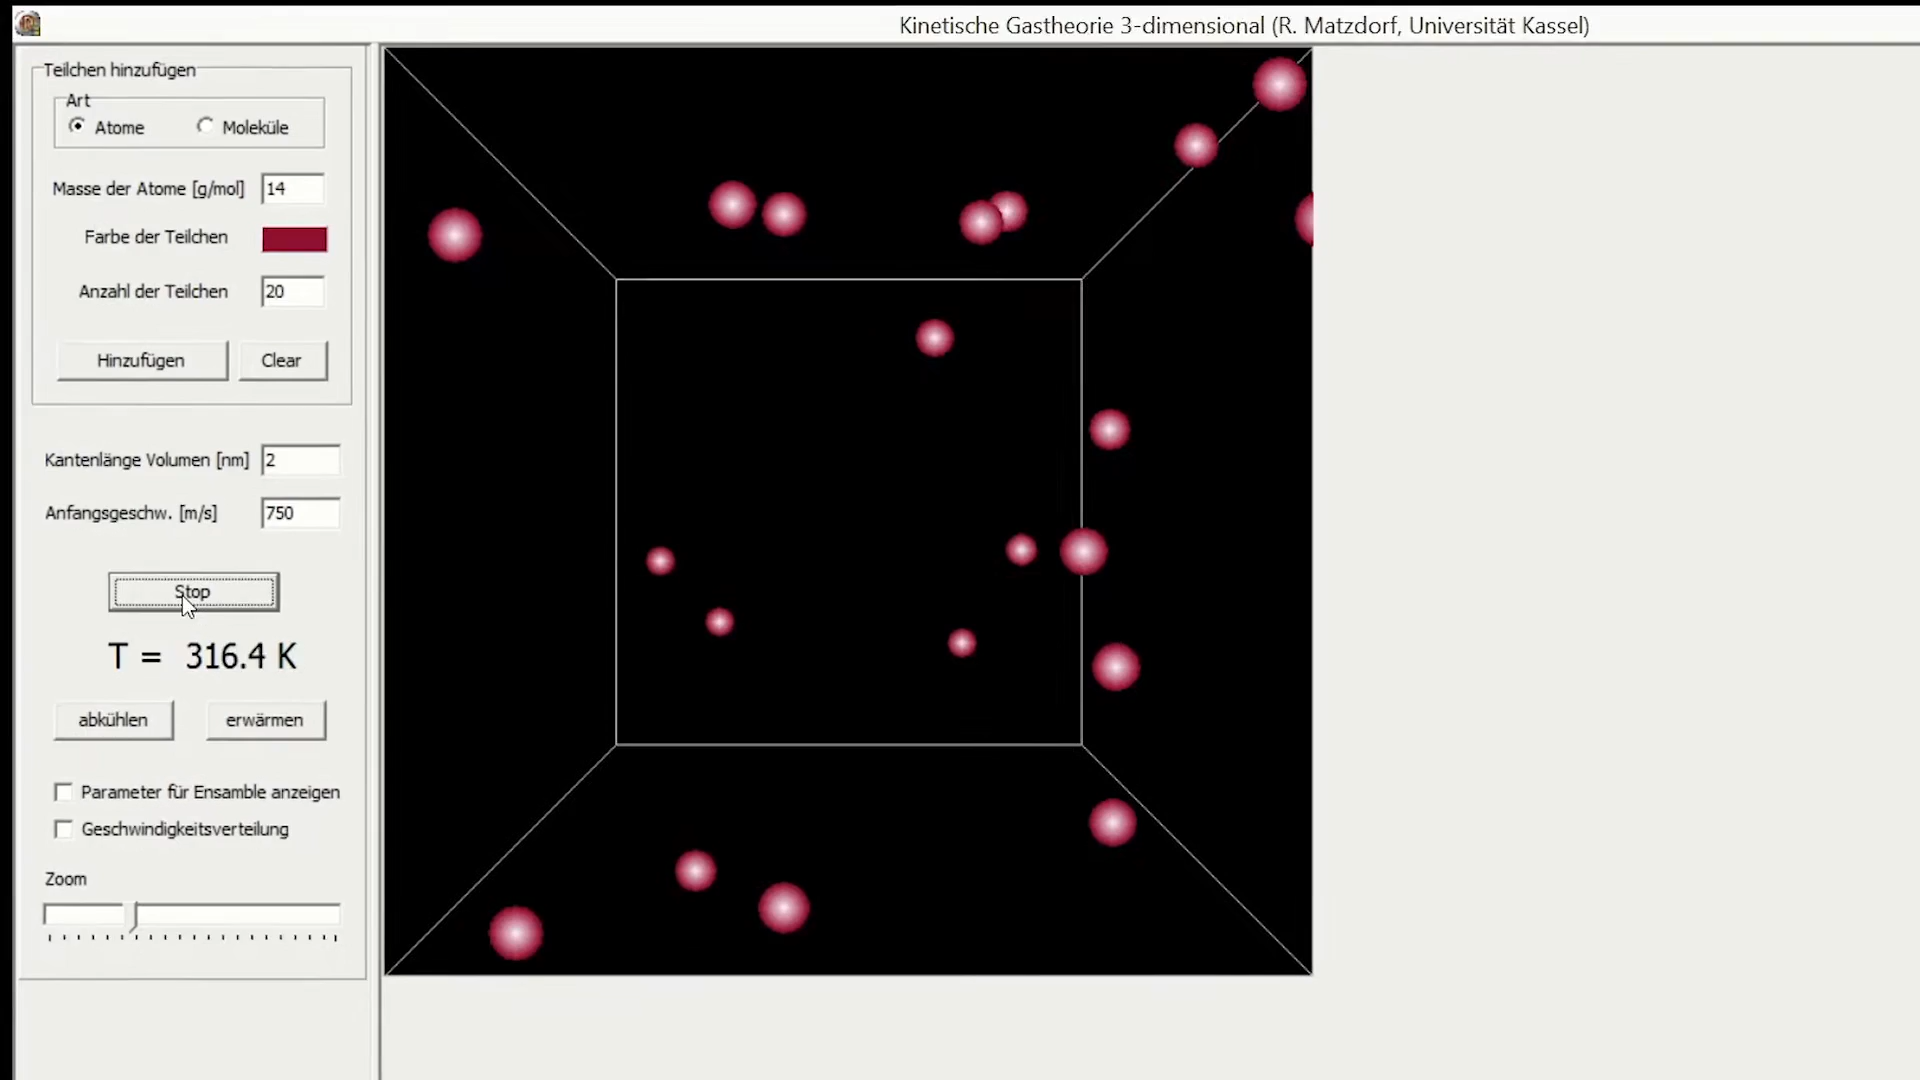 Kinetische Gastheorie 3-dimensional (R. Matzdorf, Universität Kassel)
Teilchen hinzufügen
Art
Atome
Moleküle
Masse der Atome [g/mol] 14
Farbe der Teilchen
Anzahl der Teilchen 20
Hinzufügen
Clear
Kantenlänge Volumen [nm] 2
Anfangsgeschw. [m/s] 750
Stop
T = 316.4 K
abkühlen
erwärmen
Parameter für Ensamble anzeigen
Geschwindigkeitsverteilung
Zoom